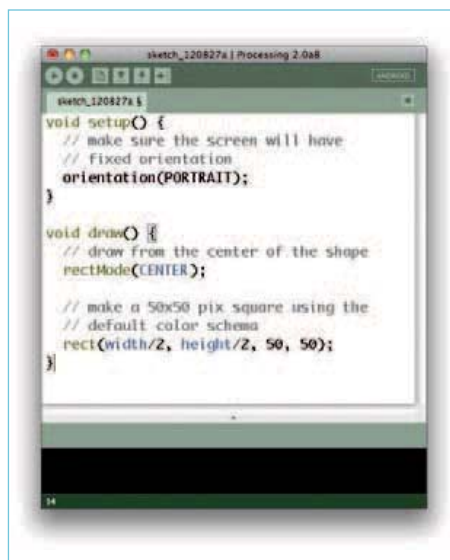 sketch_120827a | Processing 2.0a8
ANDROID
sketch_120827a §
void setup() {
// make sure the screen will have
// fixed orientation
orientation(PORTRAIT);
}
void draw() {
// draw from the center of the shape
rectMode(CENTER);
// make a 50x50 pix square using the
// default color schema
rect(width/2, height/2, 50, 50);
}
14